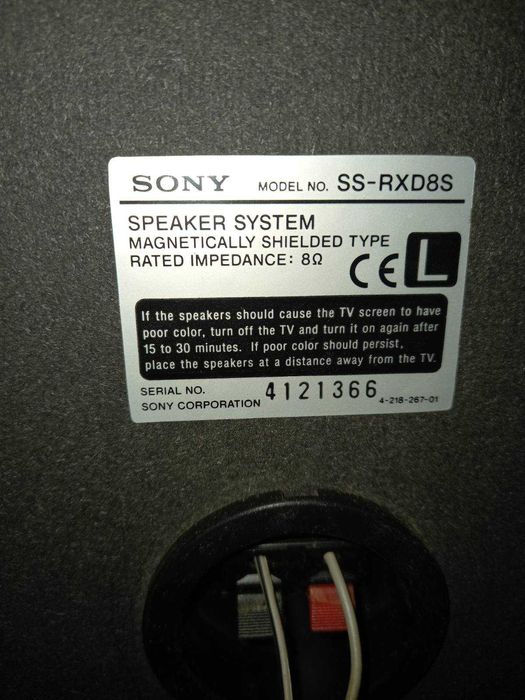 SONY MODEL NO. SS-RXD8S
SPEAKER SYSTEM
MAGNETICALLY SHIELDED TYPE
RATED IMPEDANCE: 8Ω
CE L
If the speakers should cause the TV screen to have
poor color, turn off the TV and turn it on again after
15 to 30 minutes. If poor color should persist,
place the speakers at a distance away from the TV.
SERIAL NO. 4121366
SONY CORPORATION 4-218-267-01